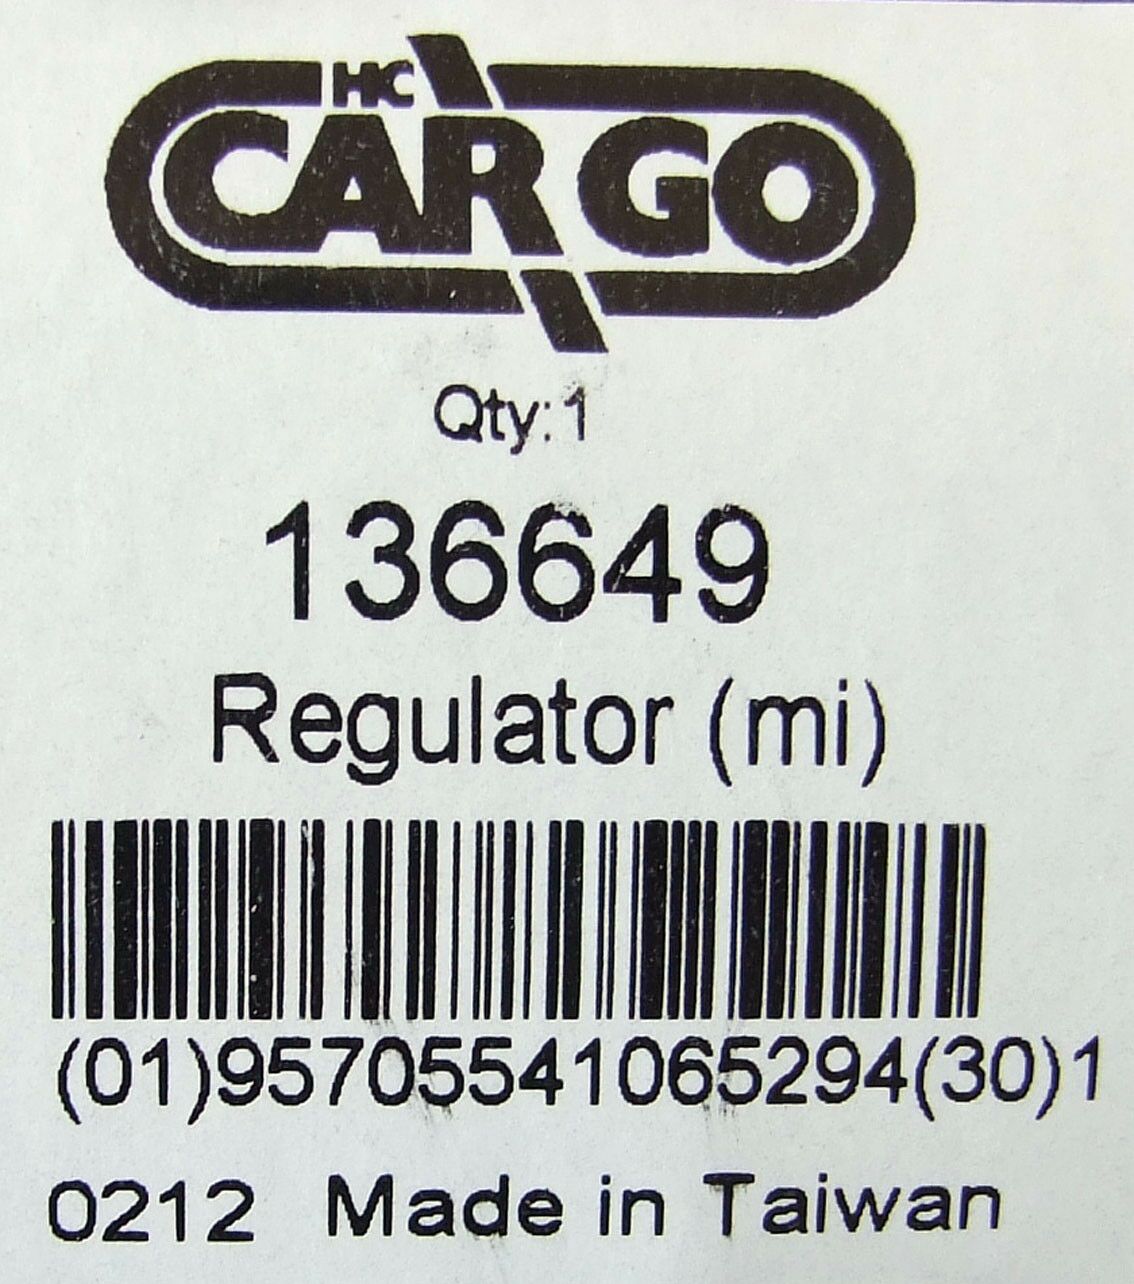 HC
CARGO
Qty:1
136649
Regulator (mi)
(01)95705541065294(30)1
0212 Made in Taiwan